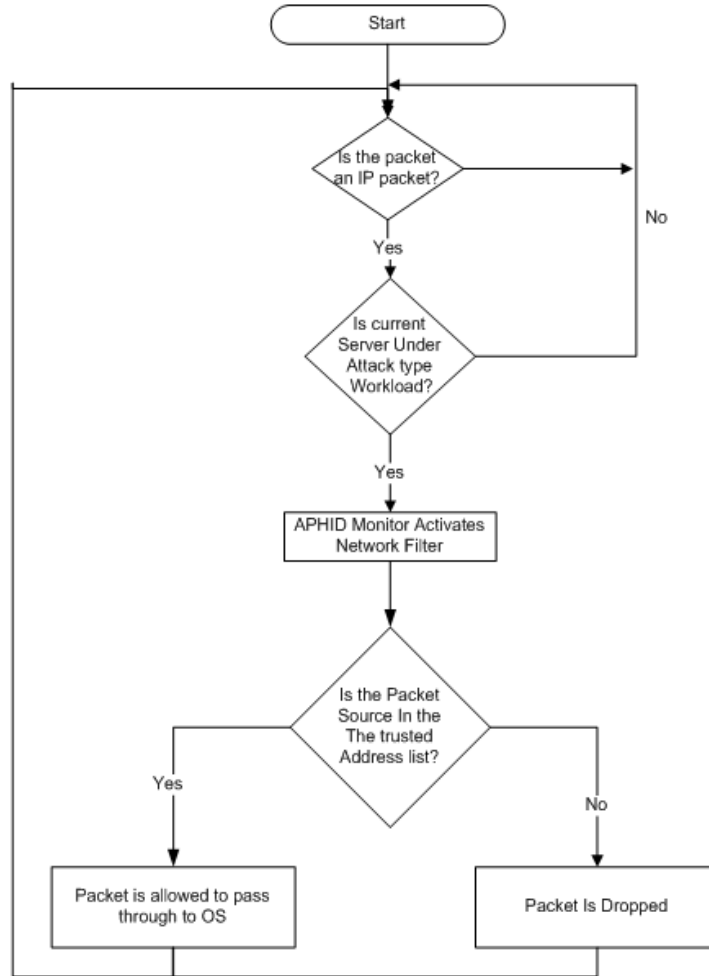 Start
Is the packet
an IP packet?
No
Yes
Is current
Server Under
Attack type
Workload?
Yes
APHID Monitor Activates
Network Filter
Is the Packet
Source In the
The trusted
Address list?
Yes
No
Packet is allowed to pass
through to OS
Packet Is Dropped